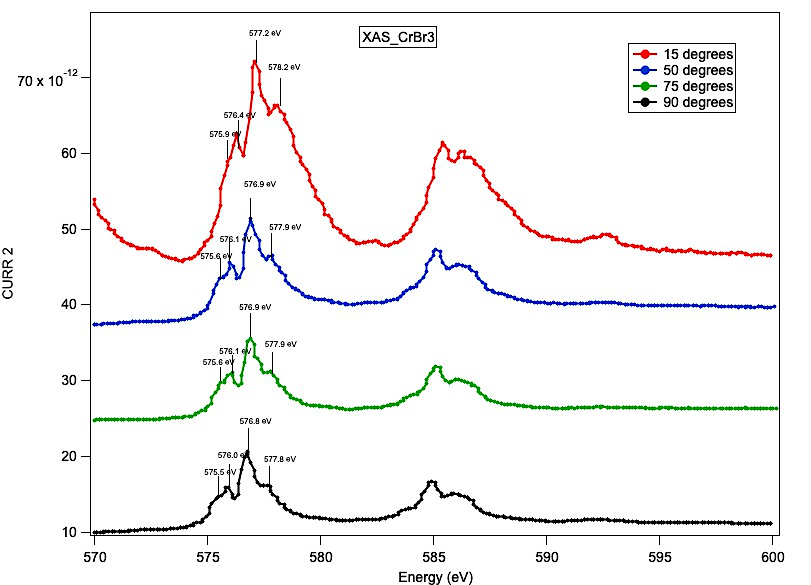 XAS_CrBr3
15 degrees
50 degrees
75 degrees
90 degrees
577.2 eV
578.2 eV
576.4 eV
575.9 eV
576.9 eV
576.1 eV
577.9 eV
575.6 eV
576.9 eV
576.1 eV
577.9 eV
575.6 eV
576.8 eV
576.0 eV
577.8 eV
575.5 eV
70 x 10-12
60
50
40
30
20
10
CURR 2
570 575 580 585 590 595 600
Energy (eV)